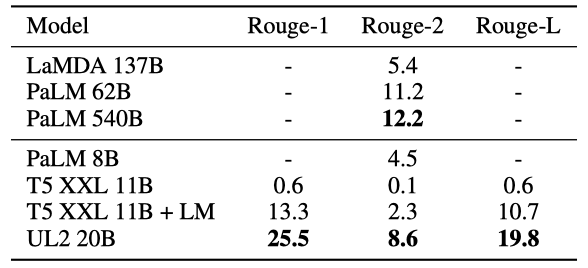 Model Rouge-1 Rouge-2 Rouge-L
LaMDA 137B - 5.4 -
PaLM 62B - 11.2 -
PaLM 540B - 12.2 -
PaLM 8B - 4.5 -
T5 XXL 11B 0.6 0.1 0.6
T5 XXL 11B + LM 13.3 2.3 10.7
UL2 20B 25.5 8.6 19.8